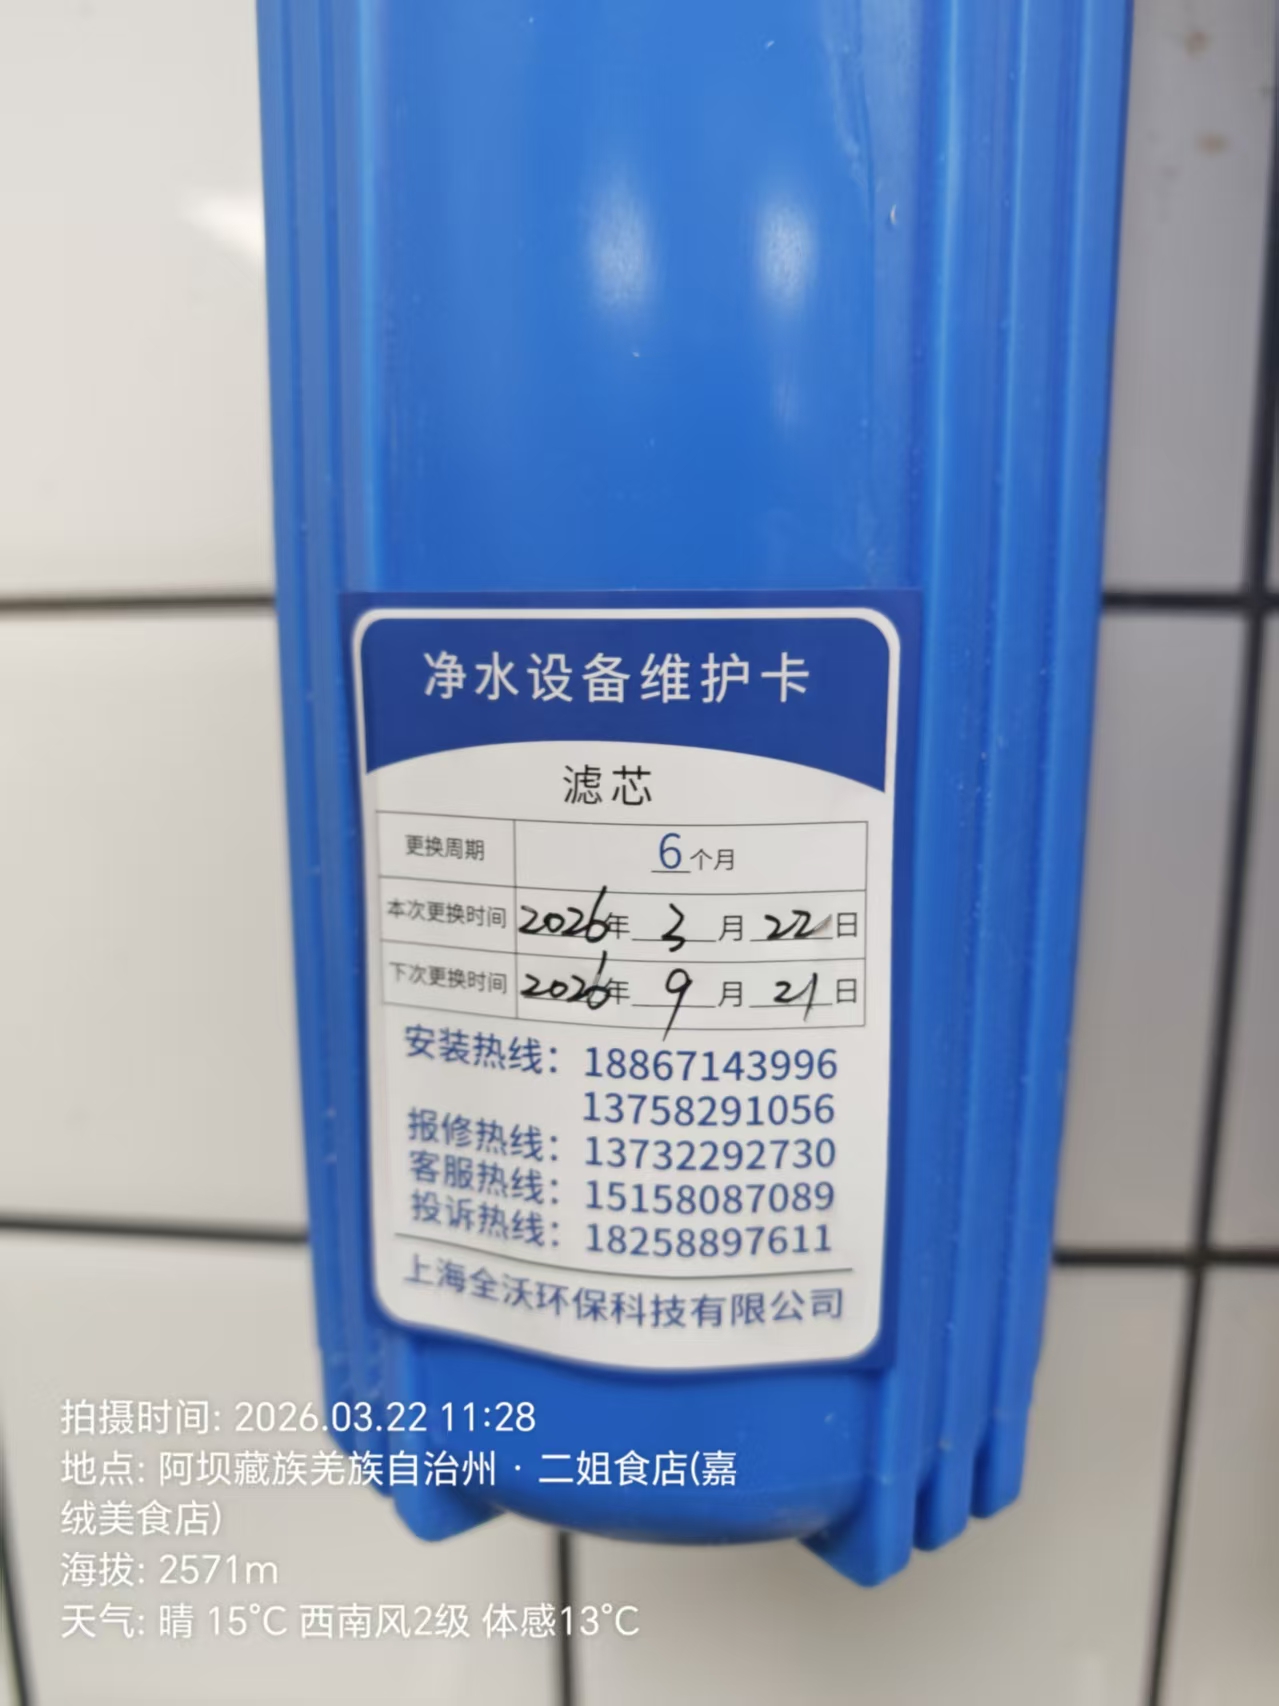 净水设备维护卡
滤芯
更换周期 6个月
本次更换时间 2026年 3 月 22 日
下次更换时间 2026年 9 月 21 日
安装热线：18867143996
13758291056
报修热线：13732292730
客服热线：15158087089
投诉热线：18258897611
上海全沃环保科技有限公司
拍摄时间: 2026.03.22 11:28
地点: 阿坝藏族羌族自治州 · 二姐食店(嘉
绒美食店)
海拔: 2571m
天气: 晴 15℃ 西南风2级 体感13℃